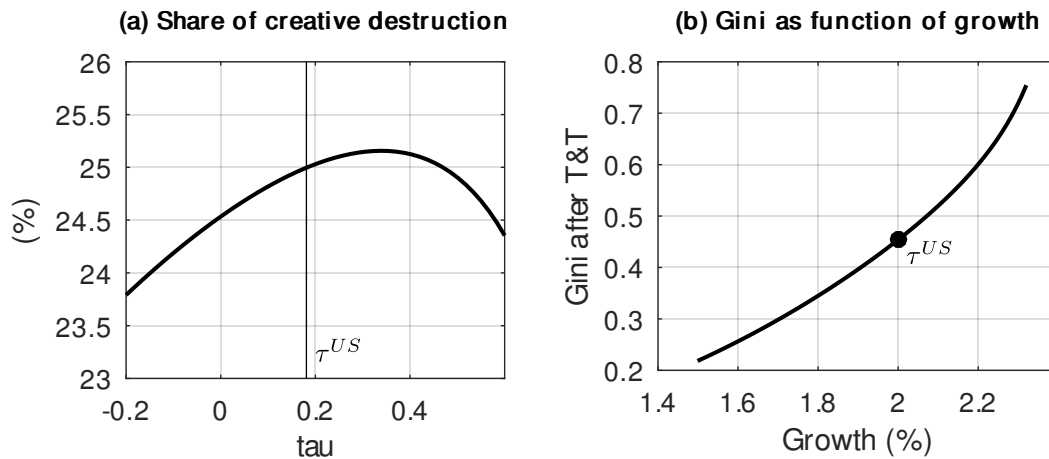 (a) Share of creative destruction
26
25.5
25
24.5
24
23.5
23
(%)
τ^{US}
-0.2 0 0.2 0.4
tau
(b) Gini as function of growth
0.8
0.7
0.6
0.5
0.4
0.3
0.2
Gini after T&T
τ^{US}
1.4 1.6 1.8 2 2.2
Growth (%)